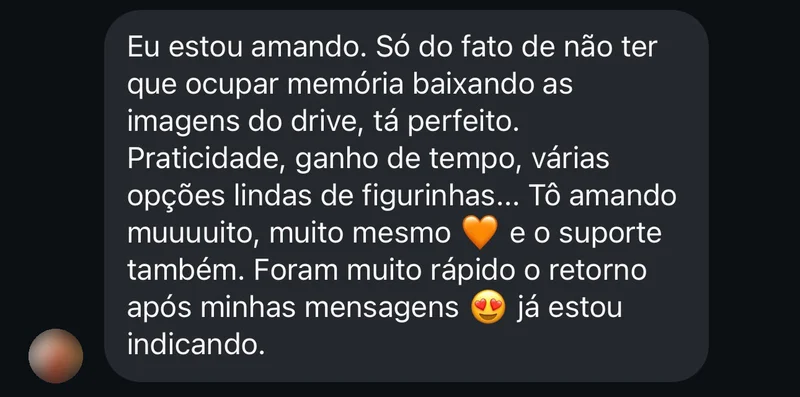 Eu estou amando. Só do fato de não ter
que ocupar memória baixando as
imagens do drive, tá perfeito.
Praticidade, ganho de tempo, várias
opções lindas de figurinhas... Tô amando
muuuuito, muito mesmo 🧡 e o suporte
também. Foram muito rápido o retorno
após minhas mensagens 😍 já estou
indicando.